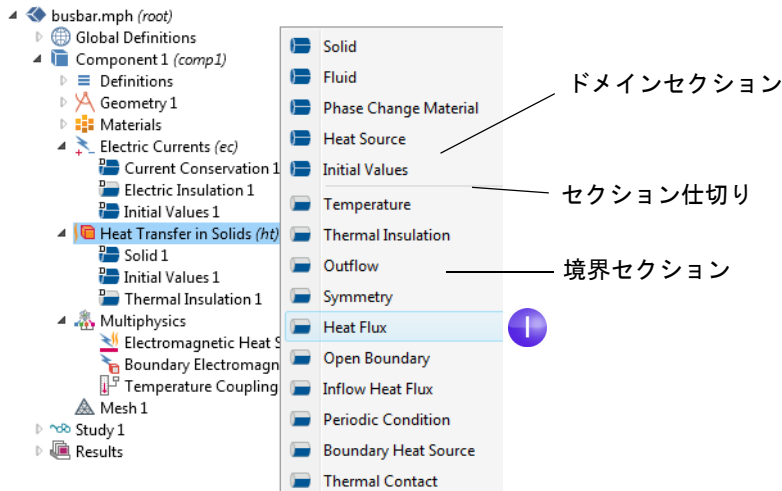 busbar.mph (root)
Global Definitions
Component 1 (comp1)
Definitions
Geometry 1
Materials
Electric Currents (ec)
Current Conservation 1
Electric Insulation 1
Initial Values 1
Heat Transfer in Solids (ht)
Solid 1
Initial Values 1
Thermal Insulation 1
Multiphysics
Electromagnetic Heat S
Boundary Electromagn
Temperature Coupling
Mesh 1
Study 1
Results
Solid
Fluid
Phase Change Material
Heat Source
Initial Values
Temperature
Thermal Insulation
Outflow
Symmetry
Heat Flux
Open Boundary
Inflow Heat Flux
Periodic Condition
Boundary Heat Source
Thermal Contact
ドメインセクション
セクション仕切り
境界セクション
1